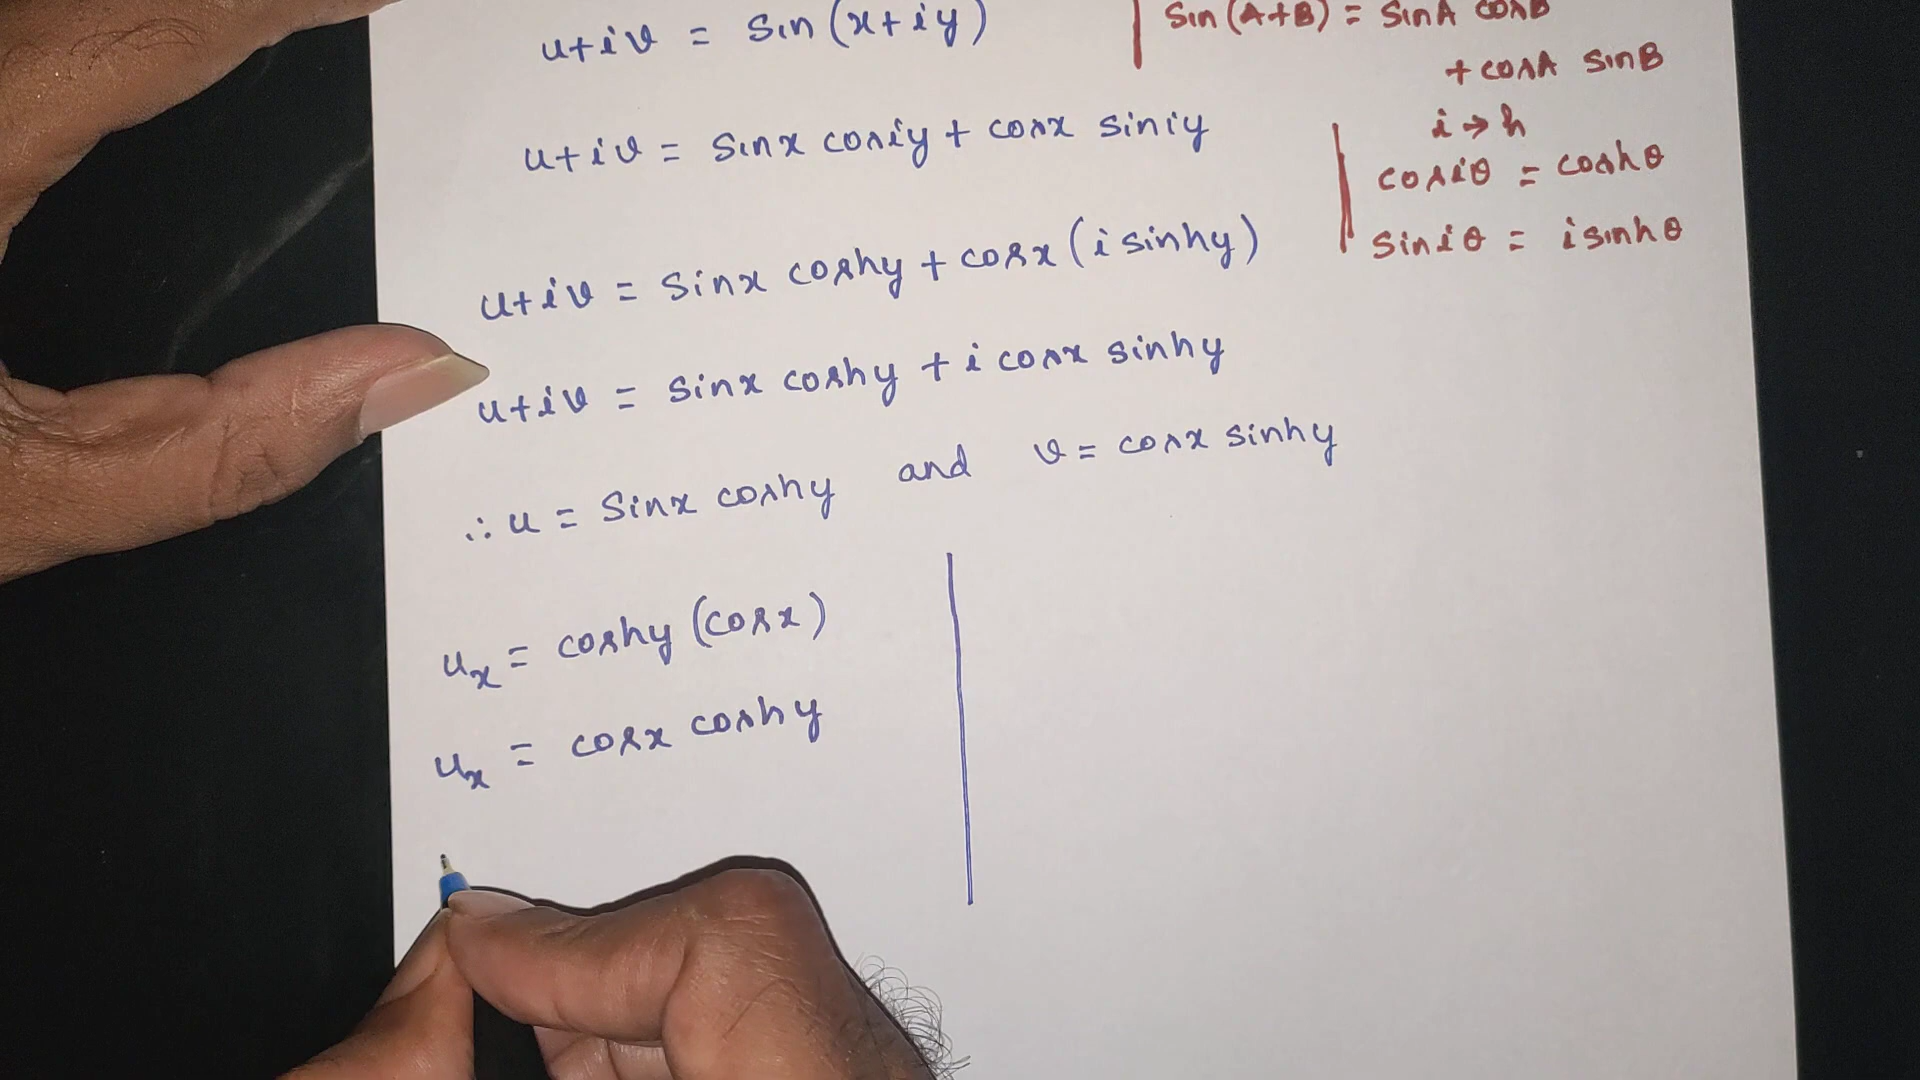 u+iv = sin(x+iy)
sin(A+B) = sinA cosB
+ cosA sinB
u+iv = sinx cosiy + cosx siniy
i→h
cosiθ = coshθ
siniθ = isinhθ
u+iv = sinx coshy + cosx (i sinhy)
u+iv = sinx coshy + i cosx sinhy
∴ u = sinx coshy and v = cosx sinhy
uₓ = coshy (cosx)
uₓ = cosx coshy